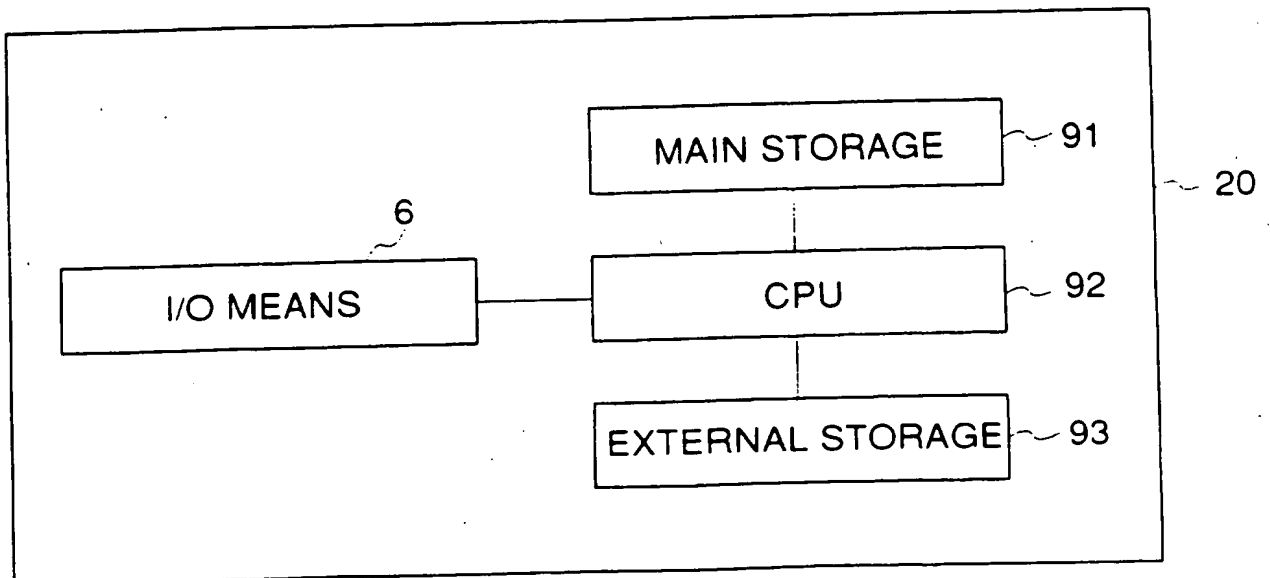 MAIN STORAGE
91
20
6
I/O MEANS
CPU
92
EXTERNAL STORAGE
93